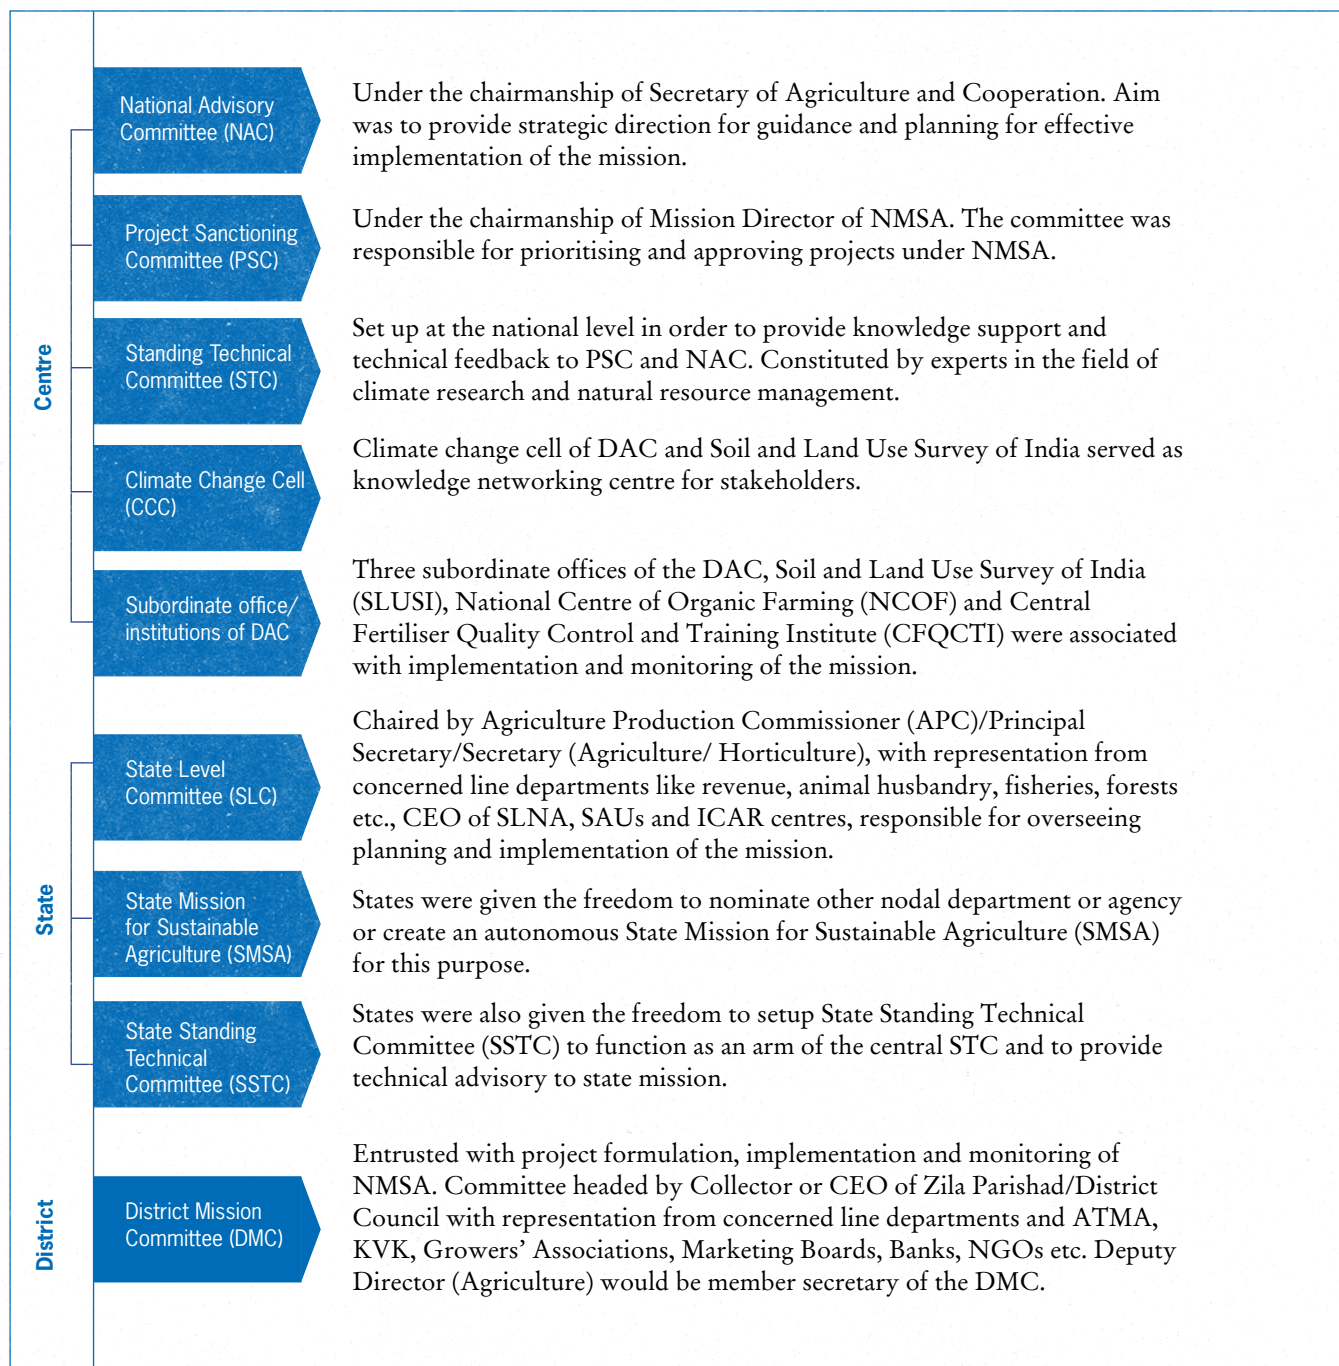 Centre
National Advisory
Committee (NAC)
Under the chairmanship of Secretary of Agriculture and Cooperation. Aim
was to provide strategic direction for guidance and planning for effective
implementation of the mission.
Project Sanctioning
Committee (PSC)
Under the chairmanship of Mission Director of NMSA. The committee was
responsible for prioritising and approving projects under NMSA.
Standing Technical
Committee (STC)
Set up at the national level in order to provide knowledge support and
technical feedback to PSC and NAC. Constituted by experts in the field of
climate research and natural resource management.
Climate Change Cell
(CCC)
Climate change cell of DAC and Soil and Land Use Survey of India served as
knowledge networking centre for stakeholders.
Subordinate office/
institutions of DAC
Three subordinate offices of the DAC, Soil and Land Use Survey of India
(SLUSI), National Centre of Organic Farming (NCOF) and Central
Fertiliser Quality Control and Training Institute (CFQCTI) were associated
with implementation and monitoring of the mission.
State
State Level
Committee (SLC)
Chaired by Agriculture Production Commissioner (APC)/Principal
Secretary/Secretary (Agriculture/ Horticulture), with representation from
concerned line departments like revenue, animal husbandry, fisheries, forests
etc., CEO of SLNA, SAUs and ICAR centres, responsible for overseeing
planning and implementation of the mission.
State Mission
for Sustainable
Agriculture (SMSA)
States were given the freedom to nominate other nodal department or agency
or create an autonomous State Mission for Sustainable Agriculture (SMSA)
for this purpose.
State Standing
Technical
Committee (SSTC)
States were also given the freedom to setup State Standing Technical
Committee (SSTC) to function as an arm of the central STC and to provide
technical advisory to state mission.
District
District Mission
Committee (DMC)
Entrusted with project formulation, implementation and monitoring of
NMSA. Committee headed by Collector or CEO of Zila Parishad/District
Council with representation from concerned line departments and ATMA,
KVK, Growers’ Associations, Marketing Boards, Banks, NGOs etc. Deputy
Director (Agriculture) would be member secretary of the DMC.